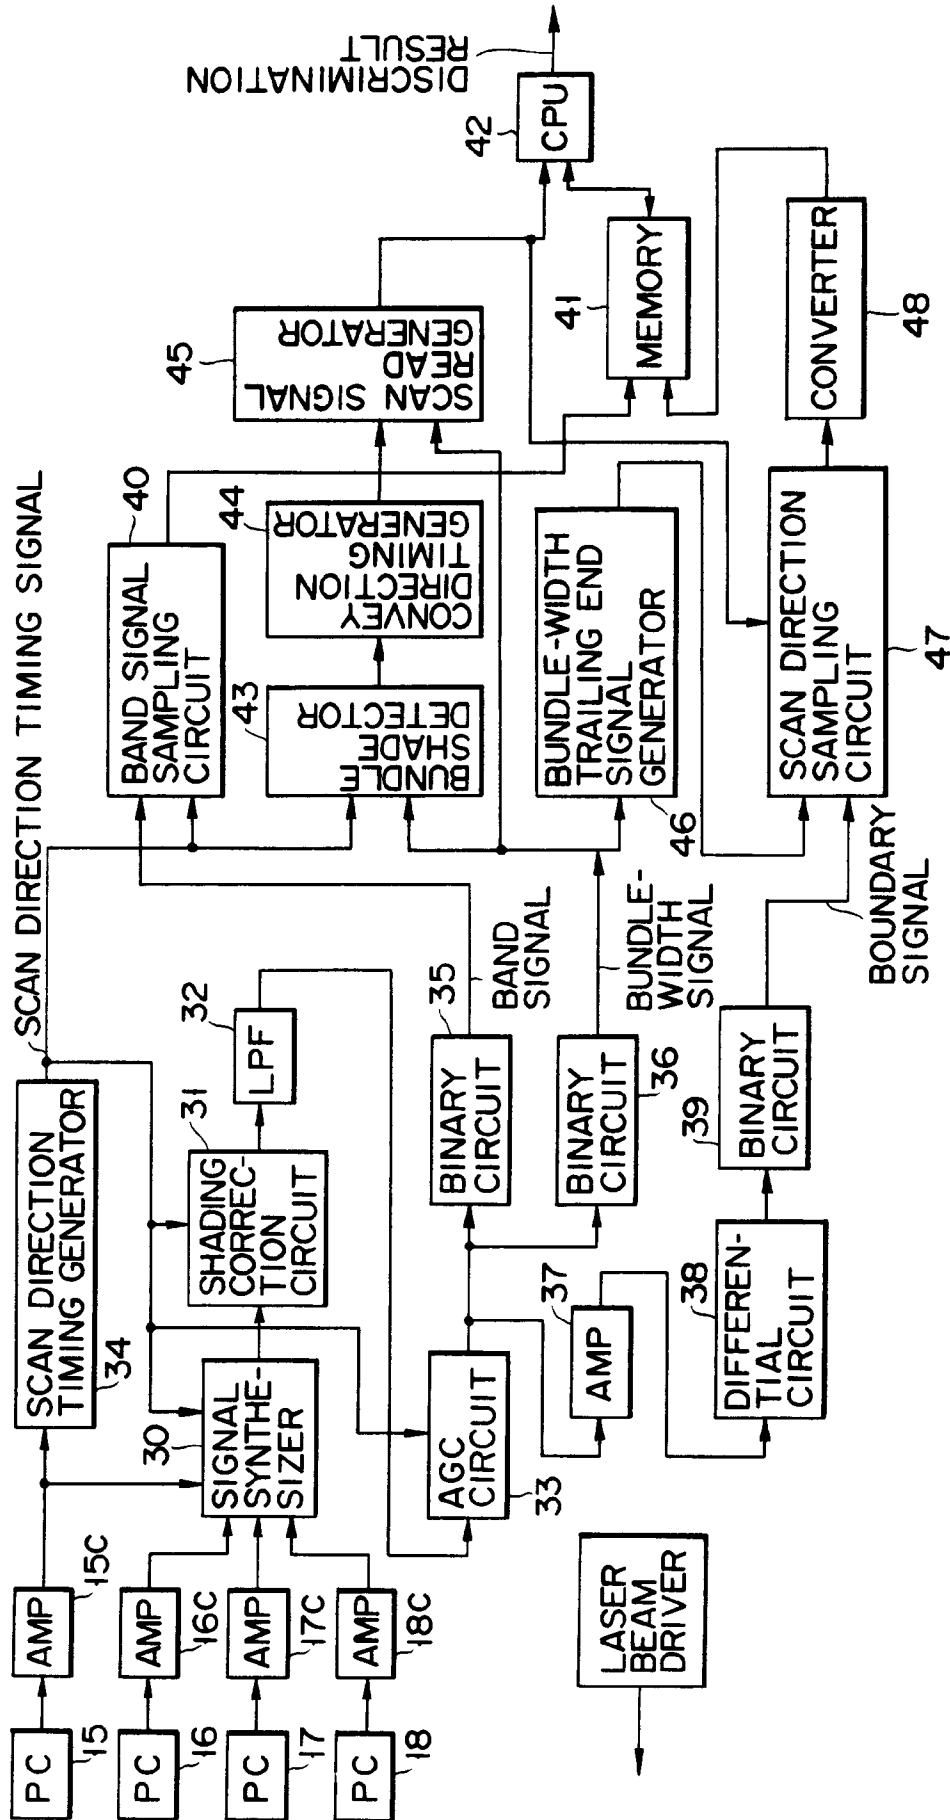 PC
15
AMP
15C
PC
16
AMP
16C
PC
17
AMP
17C
PC
18
AMP
18C
SCAN DIRECTION
TIMING GENERATOR
34
SCAN DIRECTION TIMING SIGNAL
30
SIGNAL
SYNTHE-
SIZER
31
SHADING
CORREC-
TION
CIRCUIT
32
LPF
AGC
CIRCUIT
33
35
BINARY
CIRCUIT
BAND
SIGNAL
BINARY
CIRCUIT
36
BUNDLE-
WIDTH
SIGNAL
37
AMP
38
DIFFEREN-
TIAL
CIRCUIT
39
BINARY
CIRCUIT
BOUNDARY
SIGNAL
LASER
BEAM
DRIVER
40
BAND SIGNAL
SAMPLING
CIRCUIT
43
BUNDLE
SHADE
DETECTOR
44
CONVEY
DIRECTION
TIMING
GENERATOR
45
SCAN SIGNAL
READ
GENERATOR
BUNDLE-WIDTH
TRAILING END
SIGNAL
GENERATOR
46
SCAN DIRECTION
SAMPLING
CIRCUIT
47
CONVERTER
48
41
MEMORY
42
CPU
DISCRIMINATION
RESULT